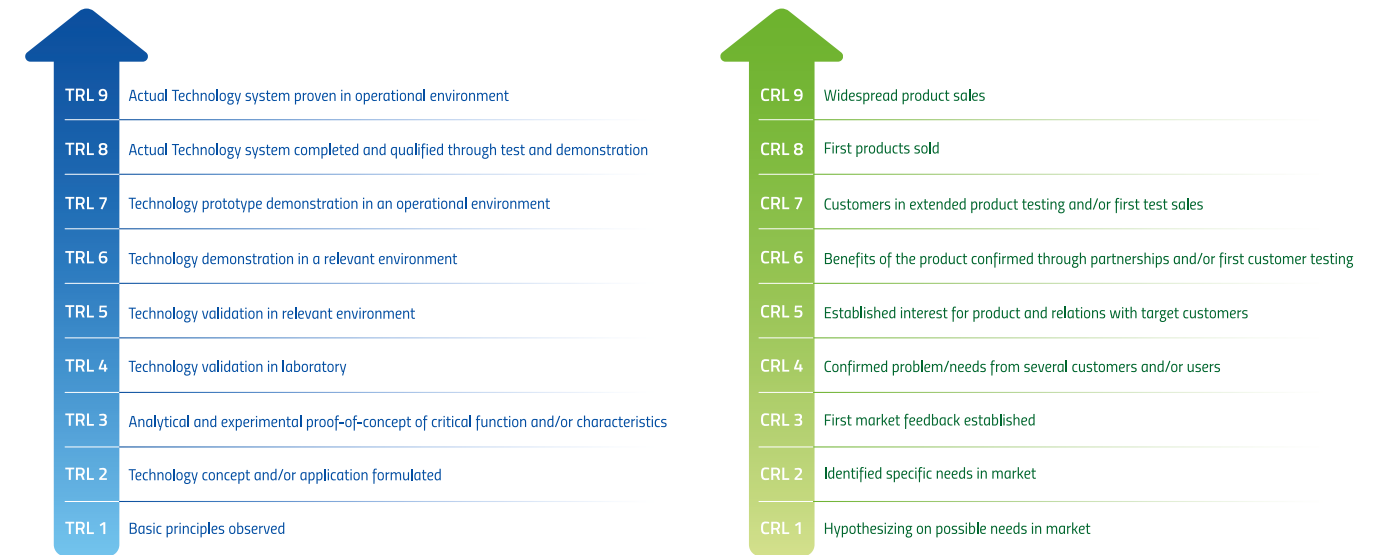 TRL 9 Actual Technology system proven in operational environment
TRL 8 Actual Technology system completed and qualified through test and demonstration
TRL 7 Technology prototype demonstration in an operational environment
TRL 6 Technology demonstration in a relevant environment
TRL 5 Technology validation in relevant environment
TRL 4 Technology validation in laboratory
TRL 3 Analytical and experimental proof-of-concept of critical function and/or characteristics
TRL 2 Technology concept and/or application formulated
TRL 1 Basic principles observed
CRL 9 Widespread product sales
CRL 8 First products sold
CRL 7 Customers in extended product testing and/or first test sales
CRL 6 Benefits of the product confirmed through partnerships and/or first customer testing
CRL 5 Established interest for product and relations with target customers
CRL 4 Confirmed problem/needs from several customers and/or users
CRL 3 First market feedback established
CRL 2 Identified specific needs in market
CRL 1 Hypothesizing on possible needs in market